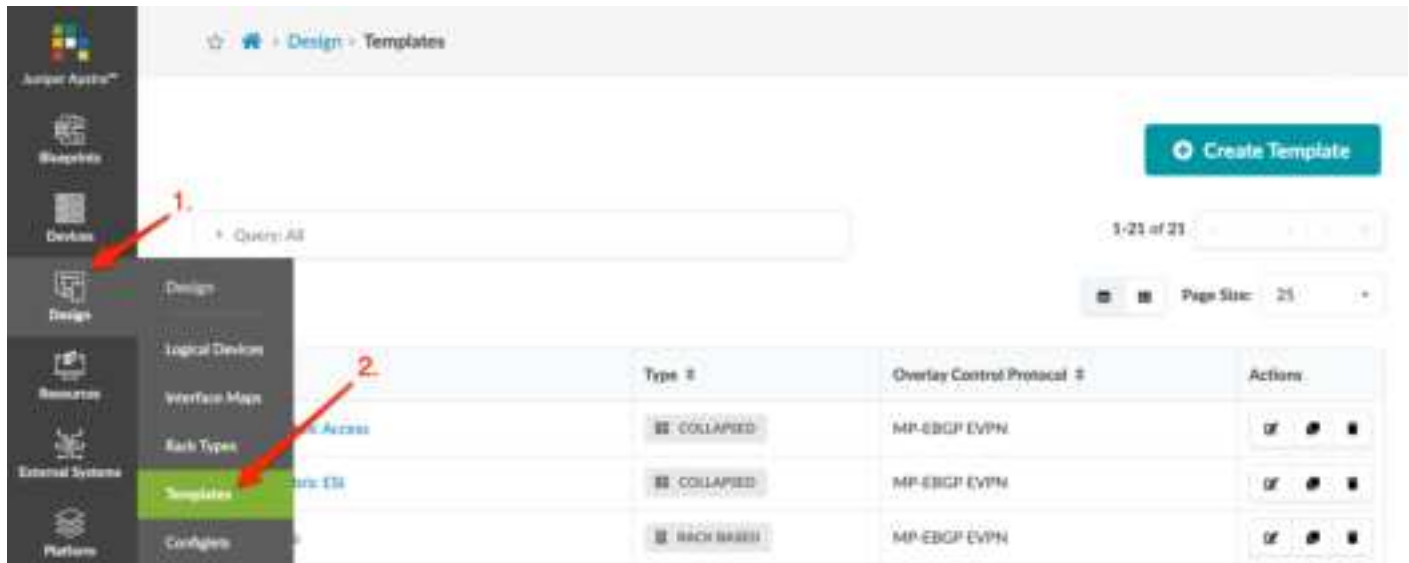 Juniper Apstra™
Design › Templates
Blueprints
Create Template
1.
Devices
Query: All
1-21 of 21
Design
Design
Page Size: 25
Logical Devices
2.
Type
Overlay Control Protocol
Actions
Resources
Interface Maps
Access
COLLAPSED
MP-EBGP EVPN
Rack Types
External Systems
Templates
ESI
COLLAPSED
MP-EBGP EVPN
Platform
Configlets
RACK BASED
MP-EBGP EVPN